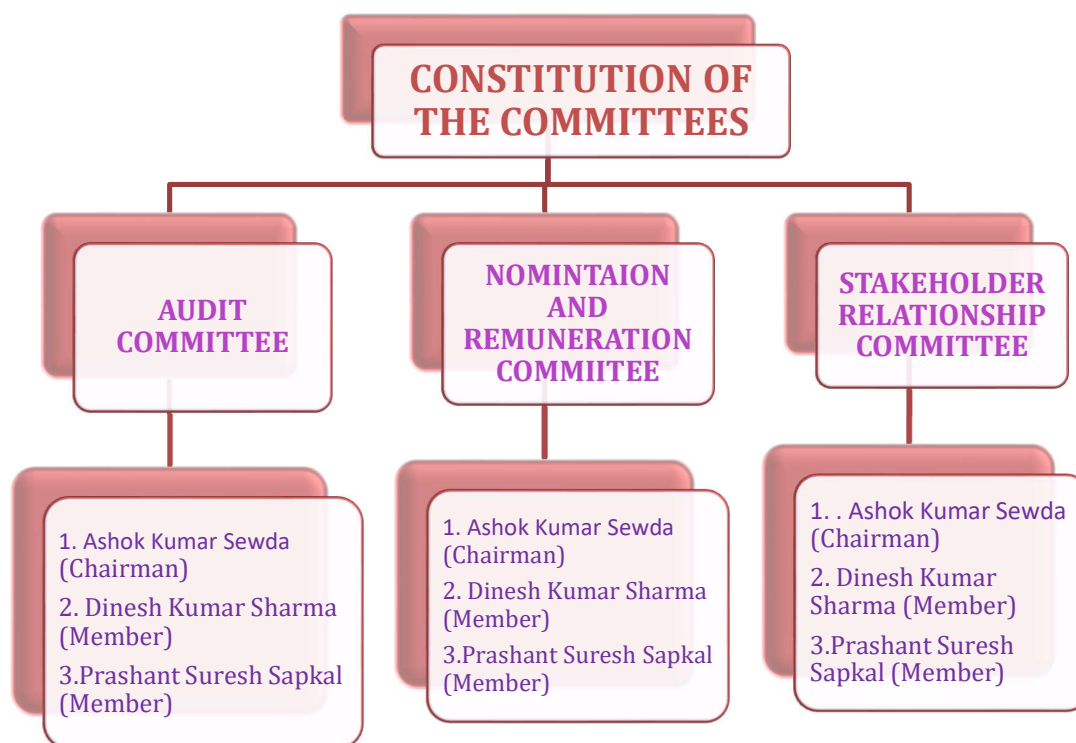 CONSTITUTION OF
THE COMMITTEES
AUDIT
COMMITTEE
NOMINTAION
AND
REMUNERATION
COMMIITEE
STAKEHOLDER
RELATIONSHIP
COMMITTEE
1. Ashok Kumar Sewda
(Chairman)
2. Dinesh Kumar Sharma
(Member)
3.Prashant Suresh Sapkal
(Member)
1. Ashok Kumar Sewda
(Chairman)
2. Dinesh Kumar Sharma
(Member)
3.Prashant Suresh Sapkal
(Member)
1. . Ashok Kumar Sewda
(Chairman)
2. Dinesh Kumar
Sharma (Member)
3.Prashant Suresh
Sapkal (Member)